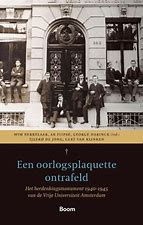 WIM BERKELAAR, AB FLIPSE, GEORGE HARINCK (red.)
TJEERD DE JONG, GERT VAN KLINKEN
†
Een oorlogsplaquette
ontrafeld
Het herdenkingsmonument 1940-1945
van de Vrije Universiteit Amsterdam
Boom